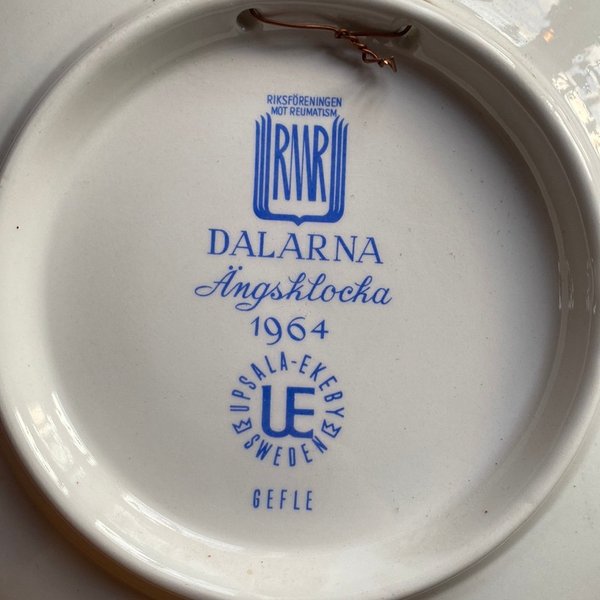 RIKSFÖRENINGEN
MOT REUMATISM
RMR
DALARNA
Ängsklocka
1964
UPSALA-EKEBY
UE
SWEDEN
GEFLE